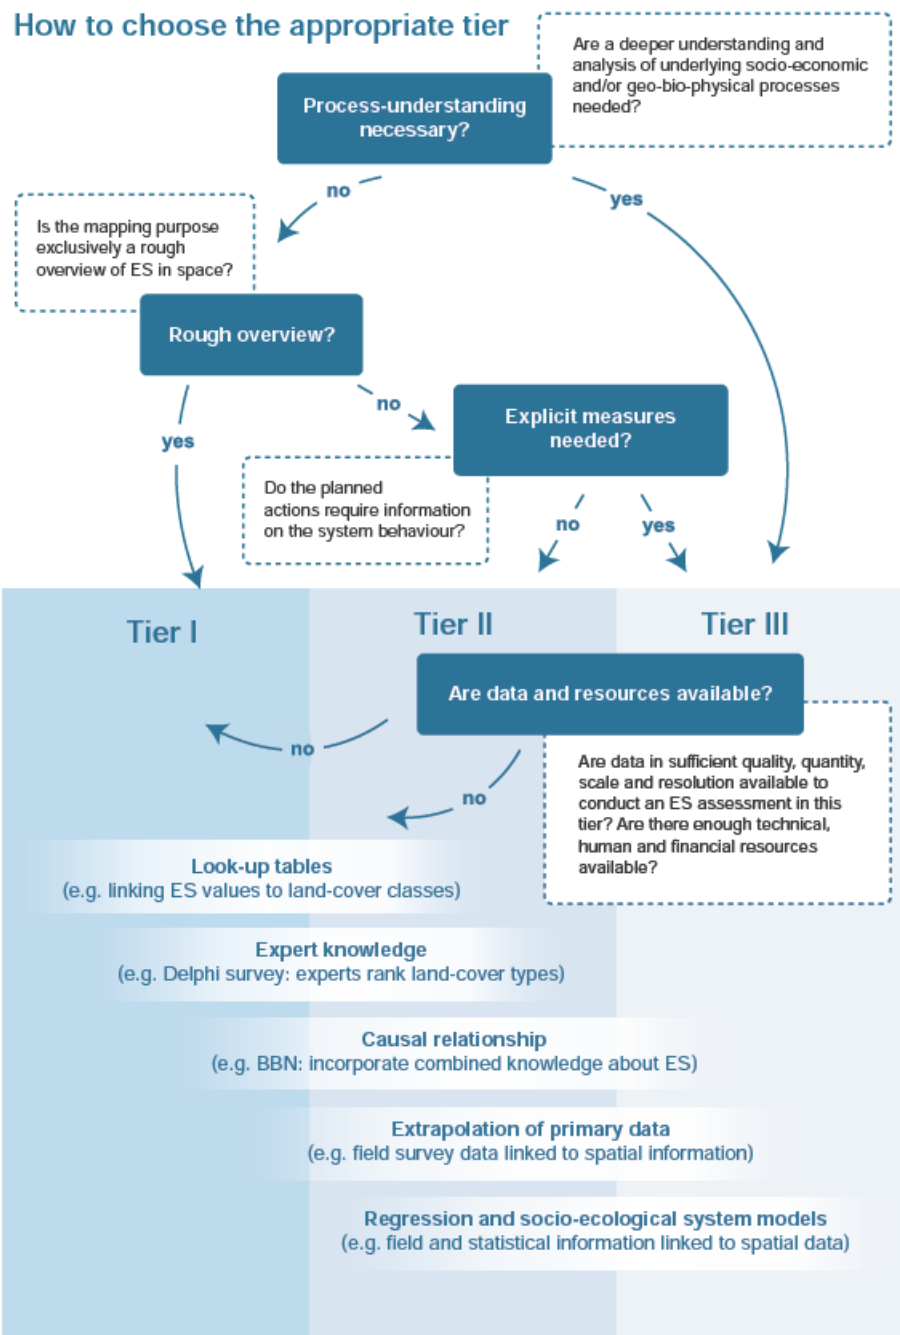 How to choose the appropriate tier
Are a deeper understanding and
analysis of underlying socio-economic
and/or geo-bio-physical processes
needed?
Process-understanding
necessary?
no
yes
Is the mapping purpose
exclusively a rough
overview of ES in space?
Rough overview?
no
yes
Explicit measures
needed?
Do the planned
actions require information
on the system behaviour?
no
yes
Tier I
Tier II
Tier III
Are data and resources available?
no
no
Are data in sufficient quality, quantity,
scale and resolution available to
conduct an ES assessment in this
tier? Are there enough technical,
human and financial resources
available?
Look-up tables
(e.g. linking ES values to land-cover classes)
Expert knowledge
(e.g. Delphi survey: experts rank land-cover types)
Causal relationship
(e.g. BBN: incorporate combined knowledge about ES)
Extrapolation of primary data
(e.g. field survey data linked to spatial information)
Regression and socio-ecological system models
(e.g. field and statistical information linked to spatial data)